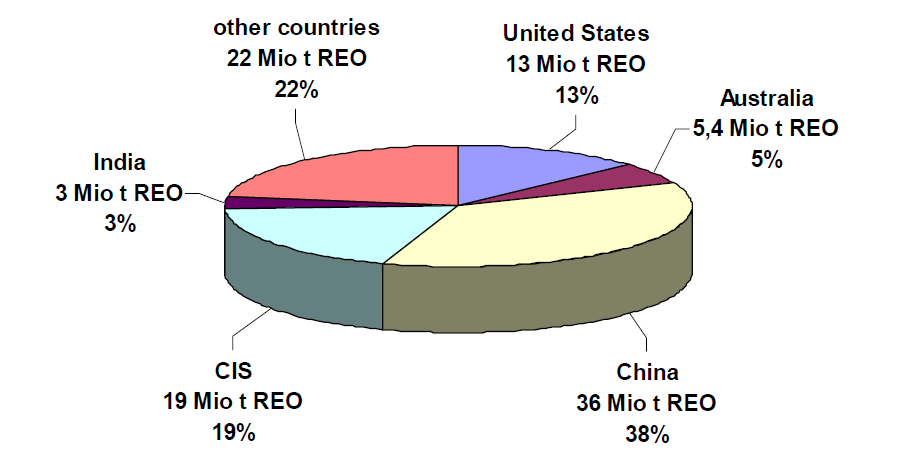 other countries
22 Mio t REO
22%
United States
13 Mio t REO
13%
Australia
5,4 Mio t REO
5%
India
3 Mio t REO
3%
CIS
19 Mio t REO
19%
China
36 Mio t REO
38%